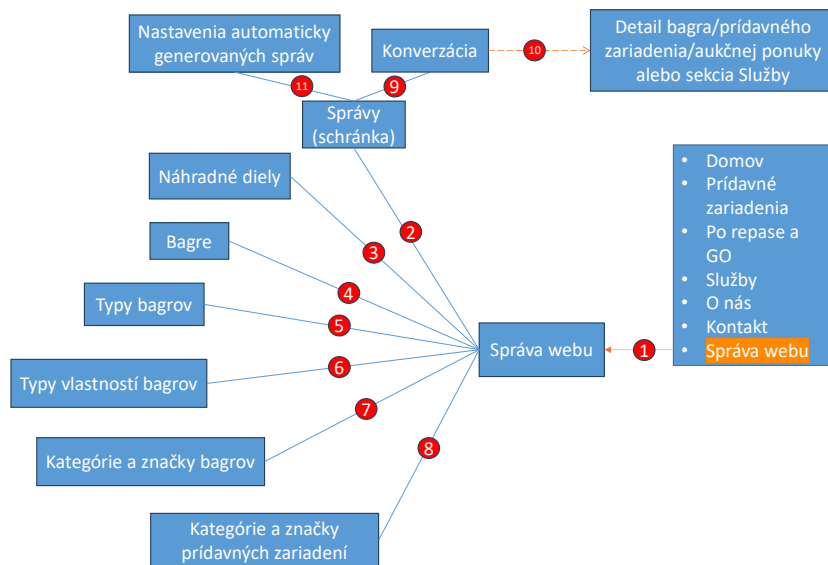 Nastavenia automaticky
generovaných správ
Konverzácia
10
Detail bagra/prídavného
zariadenia/aukčnej ponuky
alebo sekcia Služby
11
9
Správy
(schránka)
Náhradné diely
2
3
Bagre
4
Typy bagrov
5
Typy vlastností bagrov
6
Kategórie a značky bagrov
7
Kategórie a značky
prídavných zariadení
8
Správa webu
1
• Domov
• Prídavné
zariadenia
• Po repase a
GO
• Služby
• O nás
• Kontakt
• Správa webu